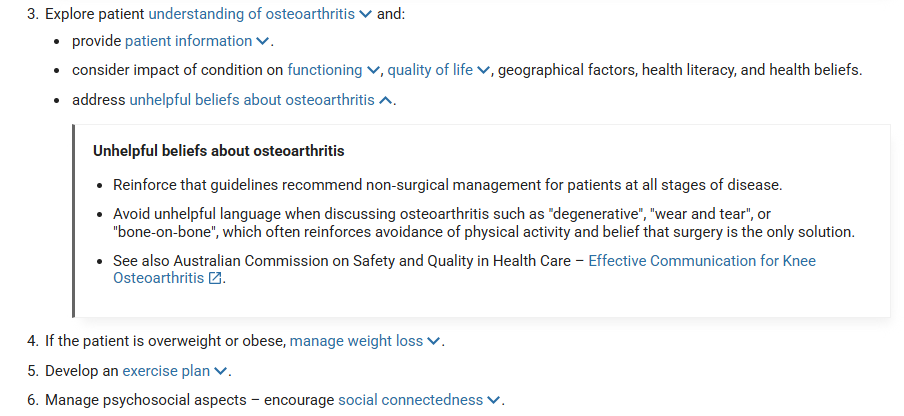 3. Explore patient understanding of osteoarthritis and:
• provide patient information.
• consider impact of condition on functioning, quality of life, geographical factors, health literacy, and health beliefs.
• address unhelpful beliefs about osteoarthritis.
Unhelpful beliefs about osteoarthritis
• Reinforce that guidelines recommend non-surgical management for patients at all stages of disease.
• Avoid unhelpful language when discussing osteoarthritis such as "degenerative", "wear and tear", or
"bone-on-bone", which often reinforces avoidance of physical activity and belief that surgery is the only solution.
• See also Australian Commission on Safety and Quality in Health Care – Effective Communication for Knee
Osteoarthritis.
4. If the patient is overweight or obese, manage weight loss.
5. Develop an exercise plan.
6. Manage psychosocial aspects – encourage social connectedness.